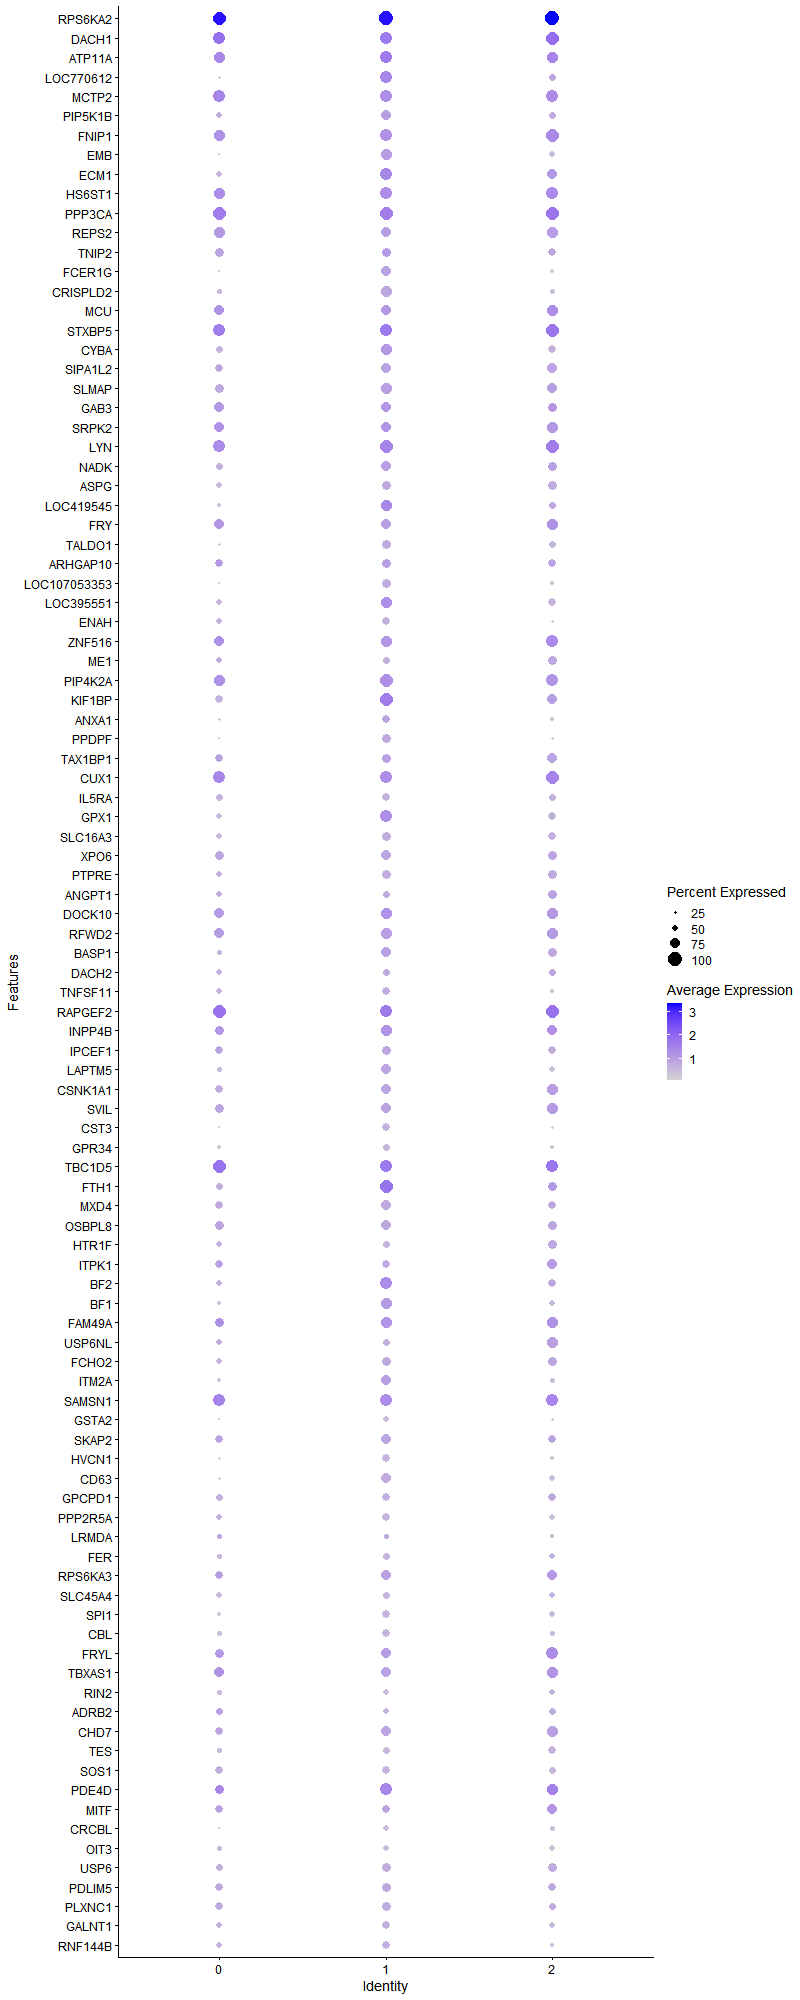 RPS6KA2
DACH1
ATP11A
LOC770612
MCTP2
PIP5K1B
FNIP1
EMB
ECM1
HS6ST1
PPP3CA
REPS2
TNIP2
FCER1G
CRISPLD2
MCU
STXBP5
CYBA
SIPA1L2
SLMAP
GAB3
SRPK2
LYN
NADK
ASPG
LOC419545
FRY
TALDO1
ARHGAP10
LOC107053353
LOC395551
ENAH
ZNF516
ME1
PIP4K2A
KIF1BP
ANXA1
PPDPF
TAX1BP1
CUX1
IL5RA
GPX1
SLC16A3
XPO6
PTPRE
ANGPT1
DOCK10
RFWD2
BASP1
DACH2
TNFSF11
RAPGEF2
INPP4B
IPCEF1
LAPTM5
CSNK1A1
SVIL
CST3
GPR34
TBC1D5
FTH1
MXD4
OSBPL8
HTR1F
ITPK1
BF2
BF1
FAM49A
USP6NL
FCHO2
ITM2A
SAMSN1
GSTA2
SKAP2
HVCN1
CD63
GPCPD1
PPP2R5A
LRMDA
FER
RPS6KA3
SLC45A4
SPI1
CBL
FRYL
TBXAS1
RIN2
ADRB2
CHD7
TES
SOS1
PDE4D
MITF
CRCBL
OIT3
USP6
PDLIM5
PLXNC1
GALNT1
RNF144B
Features
0 1 2
Identity
Percent Expressed
25
50
75
100
Average Expression
3
2
1